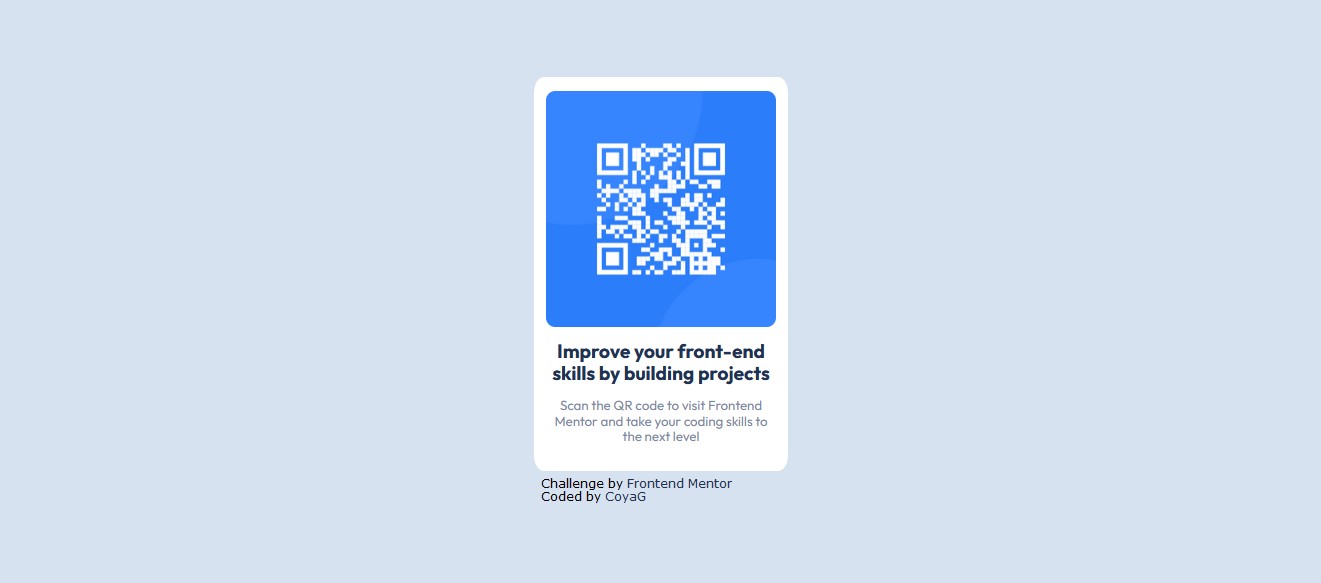 Improve your front-end
skills by building projects
Scan the QR code to visit Frontend
Mentor and take your coding skills to
the next level
Challenge by Frontend Mentor
Coded by CoyaG